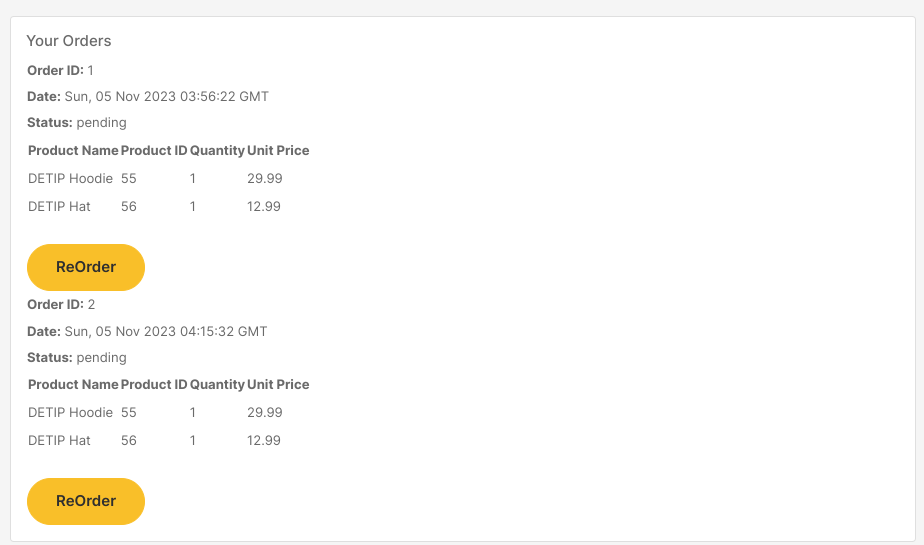 Your Orders
Order ID: 1
Date: Sun, 05 Nov 2023 03:56:22 GMT
Status: pending
Product Name Product ID Quantity Unit Price
DETIP Hoodie 55 1 29.99
DETIP Hat 56 1 12.99
ReOrder
Order ID: 2
Date: Sun, 05 Nov 2023 04:15:32 GMT
Status: pending
Product Name Product ID Quantity Unit Price
DETIP Hoodie 55 1 29.99
DETIP Hat 56 1 12.99
ReOrder